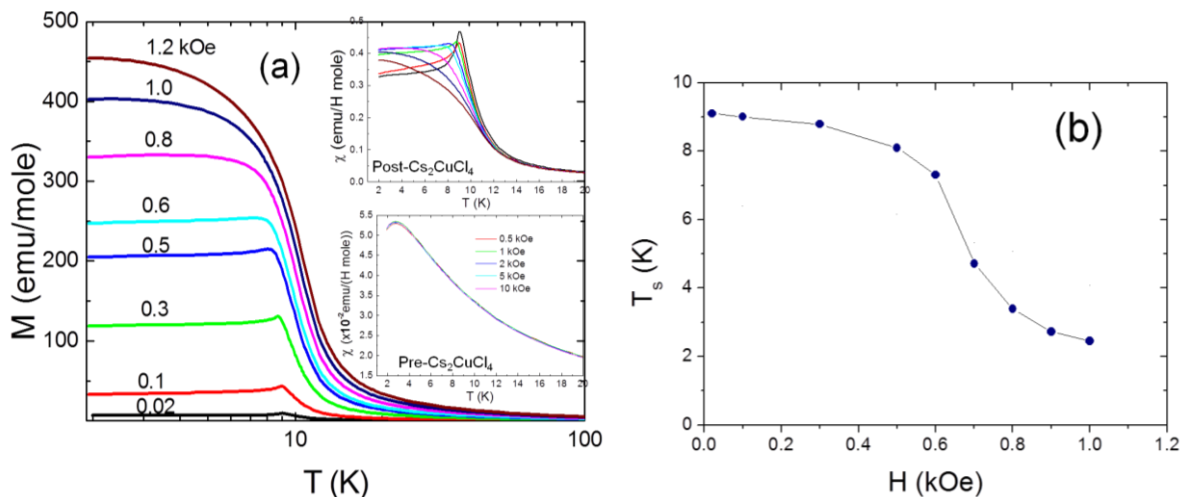 500
400
300
200
100
M (emu/mole)
10
100
T (K)
(a)
1.2 kOe
1.0
0.8
0.6
0.5
0.3
0.1
0.02
0.4
0.3
0.2
0.1
0.0
χ (emu/H mole)
Post-Cs₂CuCl₄
2 4 6 8 10 12 14 16 18 20
T (K)
5.5
5.0
4.5
4.0
3.5
3.0
2.5
2.0
1.5
χ (x10⁻²emu/(H mole))
0.5 kOe
1 kOe
2 kOe
5 kOe
10 kOe
Pre-Cs₂CuCl₄
2 4 6 8 10 12 14 16 18 20
T (K)
(b)
10
8
6
4
2
0
Tₛ (K)
0.0 0.2 0.4 0.6 0.8 1.0 1.2
H (kOe)